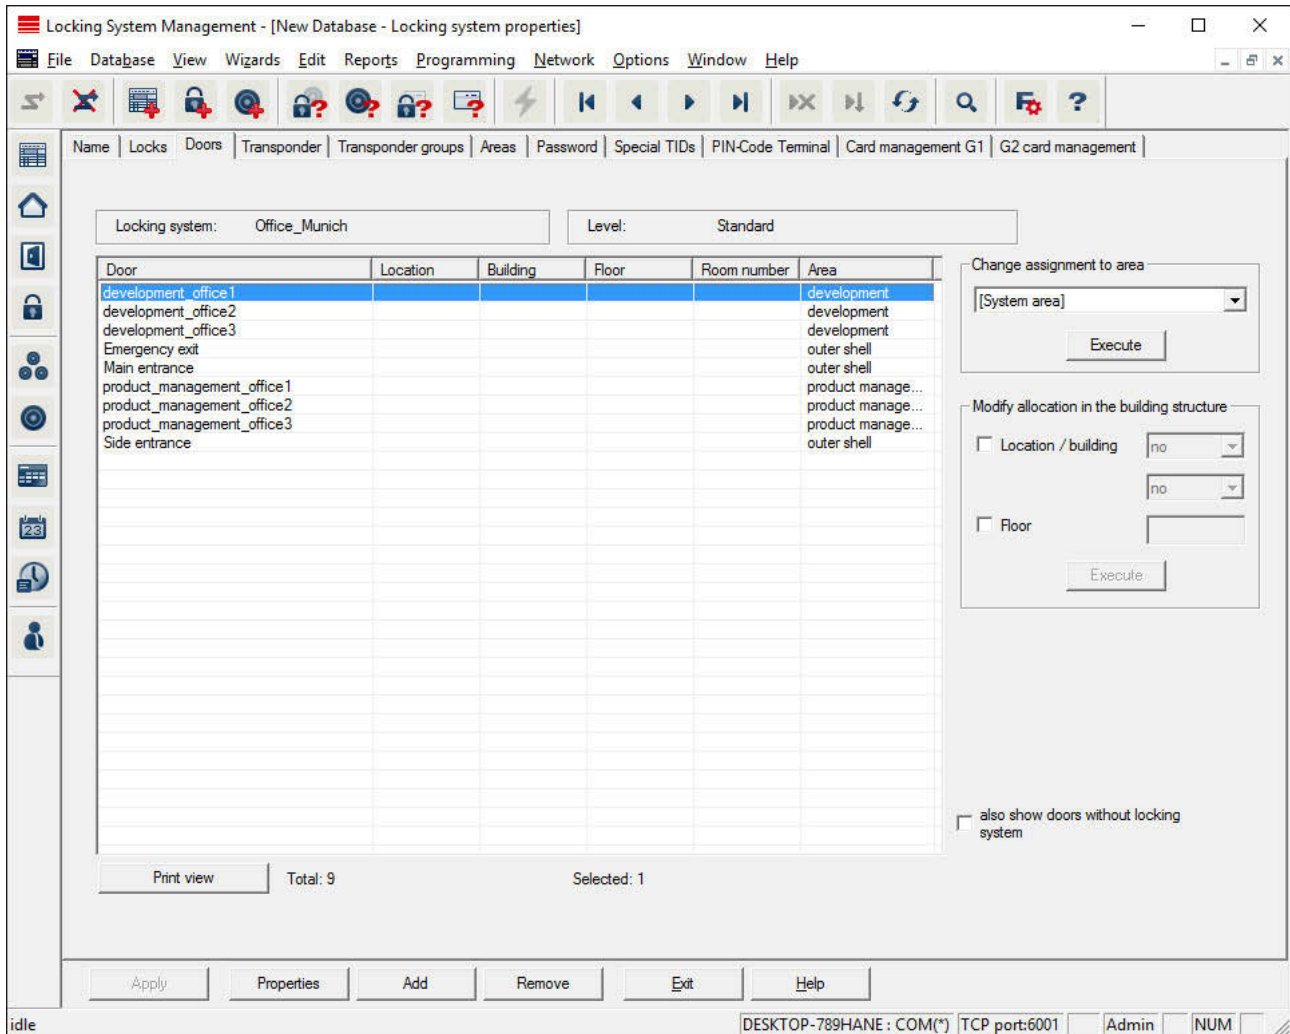 Locking System Management - [New Database - Locking system properties]
File Database View Wizards Edit Reports Programming Network Options Window Help
Name Locks Doors Transponder Transponder groups Areas Password Special TIDs PIN-Code Terminal Card management G1 G2 card management
Locking system: Office_Munich Level: Standard
Door Location Building Floor Room number Area
development_office1 development
development_office2 development
development_office3 development
Emergency exit outer shell
Main entrance outer shell
product_management_office1 product manage...
product_management_office2 product manage...
product_management_office3 product manage...
Side entrance outer shell
Change assignment to area
[System area]
Execute
Modify allocation in the building structure
Location / building no
no
Floor
Execute
also show doors without locking
system
Print view Total: 9 Selected: 1
Apply Properties Add Remove Exit Help
idle DESKTOP-789HANE : COM(*) TCP port:6001 Admin NUM
23